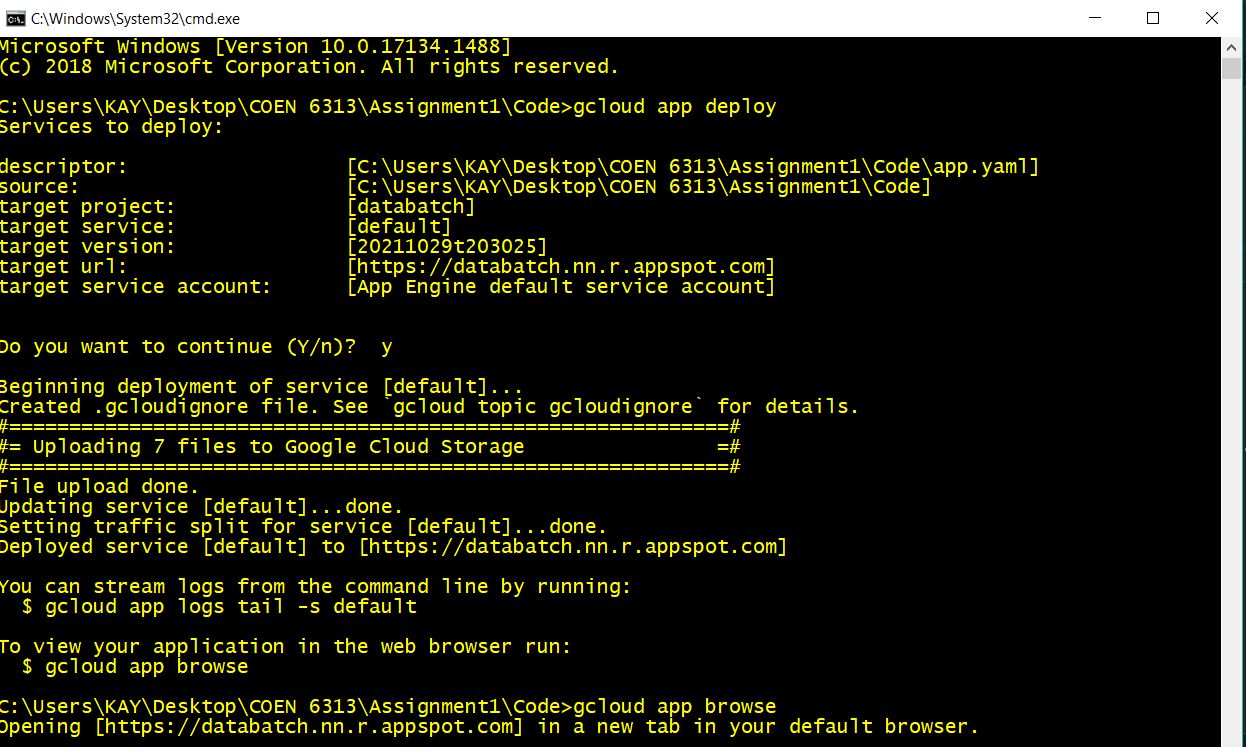 C:\Windows\System32\cmd.exe
Microsoft Windows [Version 10.0.17134.1488]
(c) 2018 Microsoft Corporation. All rights reserved.
C:\Users\KAY\Desktop\COEN 6313\Assignment1\Code>gcloud app deploy
Services to deploy:
descriptor: [C:\Users\KAY\Desktop\COEN 6313\Assignment1\Code\app.yaml]
source: [C:\Users\KAY\Desktop\COEN 6313\Assignment1\Code]
target project: [databatch]
target service: [default]
target version: [20211029t203025]
target url: [https://databatch.nn.r.appspot.com]
target service account: [App Engine default service account]
Do you want to continue (Y/n)? y
Beginning deployment of service [default]...
Created .gcloudignore file. See `gcloud topic gcloudignore` for details.
#============================================================#
#= Uploading 7 files to Google Cloud Storage =#
#============================================================#
File upload done.
Updating service [default]...done.
Setting traffic split for service [default]...done.
Deployed service [default] to [https://databatch.nn.r.appspot.com]
You can stream logs from the command line by running:
$ gcloud app logs tail -s default
To view your application in the web browser run:
$ gcloud app browse
C:\Users\KAY\Desktop\COEN 6313\Assignment1\Code>gcloud app browse
Opening [https://databatch.nn.r.appspot.com] in a new tab in your default browser.